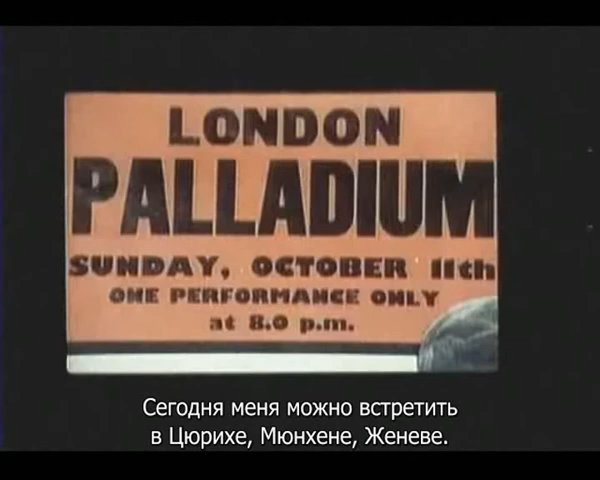 LONDON
PALLADIUM
SUNDAY, OCTOBER 11th
ONE PERFORMANCE ONLY
at 8.0 p.m.
Сегодня меня можно встретить
в Цюрихе, Мюнхене, Женеве.